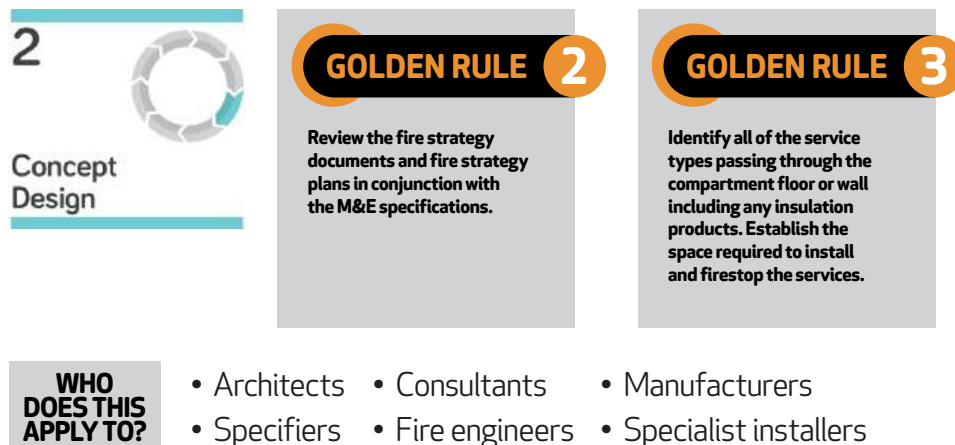 2
Concept
Design
GOLDEN RULE 2
Review the fire strategy
documents and fire strategy
plans in conjunction with
the M&E specifications.
GOLDEN RULE 3
Identify all of the service
types passing through the
compartment floor or wall
including any insulation
products. Establish the
space required to install
and firestop the services.
WHO
DOES THIS
APPLY TO?
• Architects • Consultants • Manufacturers
• Specifiers • Fire engineers • Specialist installers